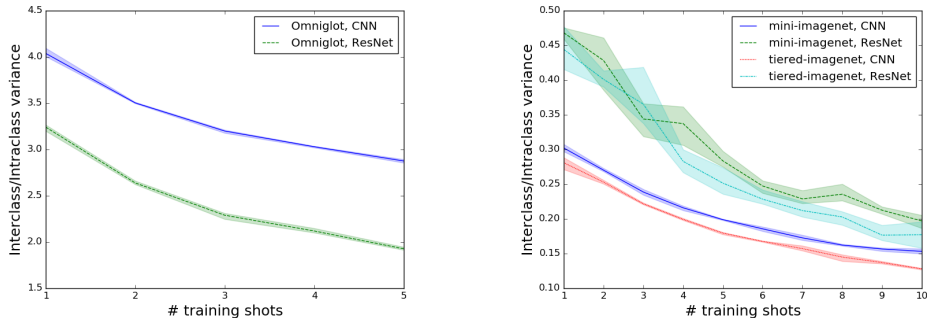 Interclass/Intraclass variance
4.5
4.0
3.5
3.0
2.5
2.0
1.5
Omniglot, CNN
Omniglot, ResNet
1 2 3 4 5
# training shots
Interclass/Intraclass variance
0.50
0.45
0.40
0.35
0.30
0.25
0.20
0.15
0.10
mini-imagenet, CNN
mini-imagenet, ResNet
tiered-imagenet, CNN
tiered-imagenet, ResNet
1 2 3 4 5 6 7 8 9 10
# training shots